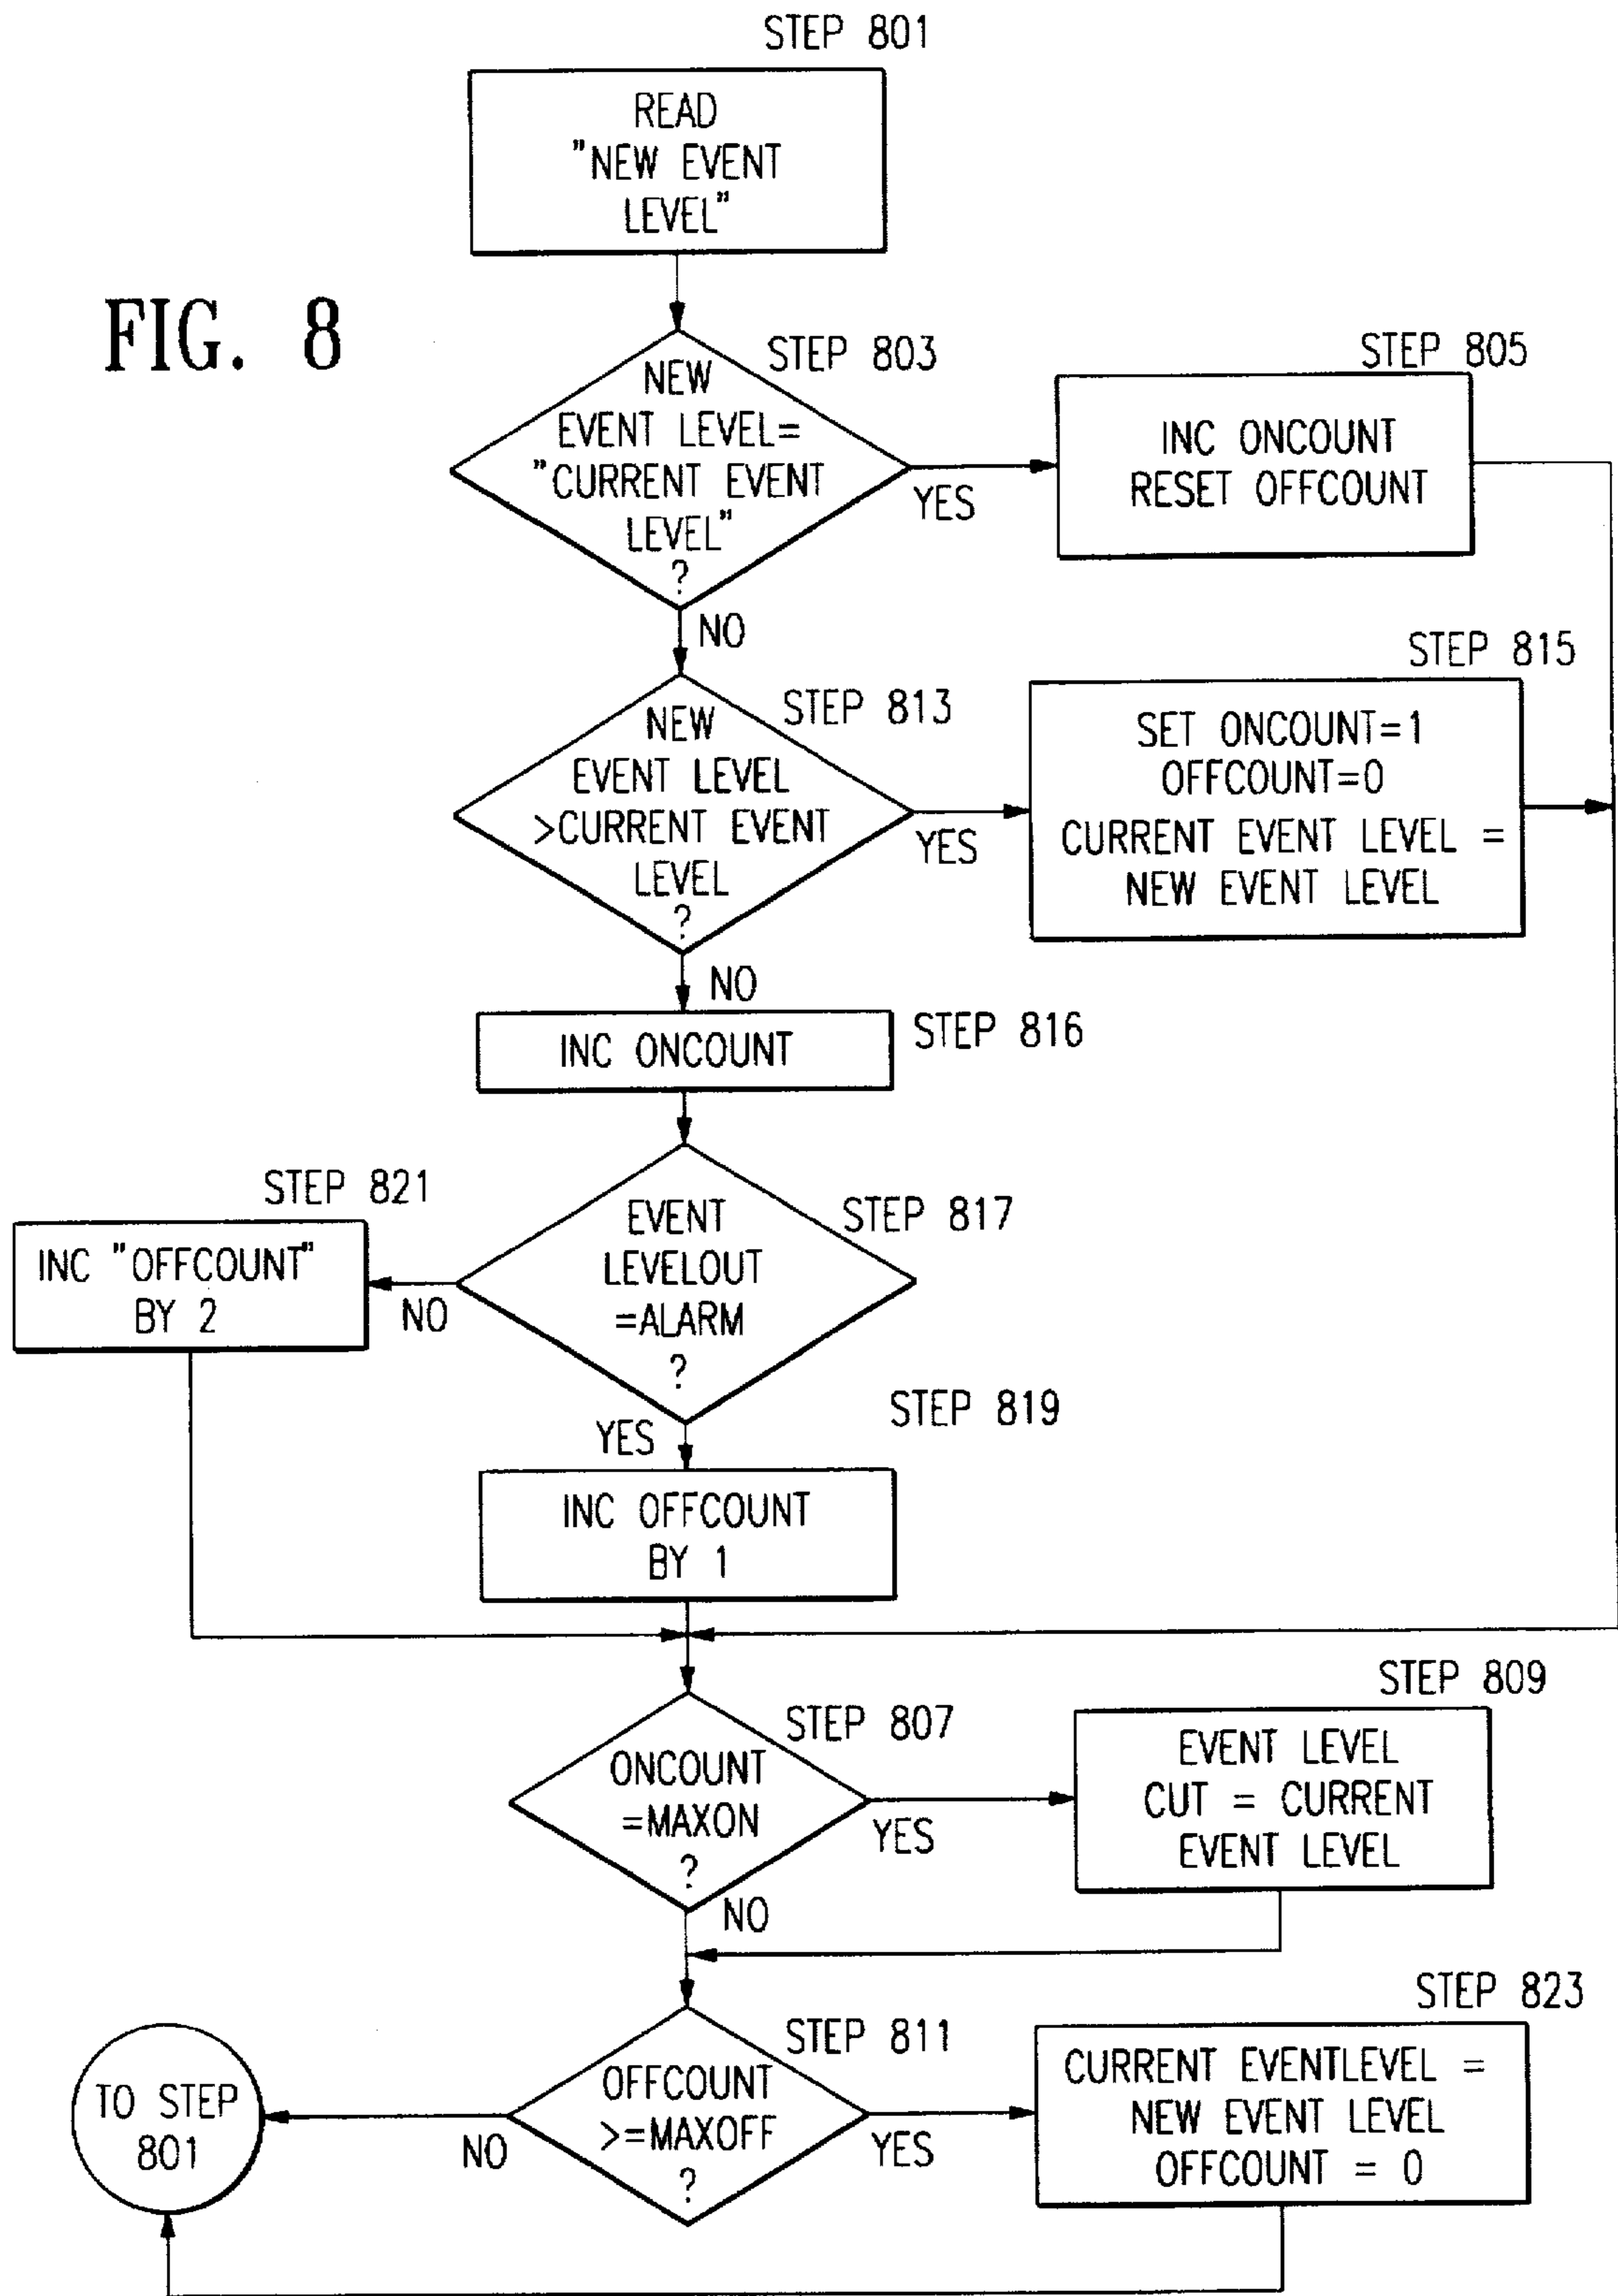 STEP 801
READ
"NEW EVENT
LEVEL"
FIG. 8
STEP 803
NEW
EVENT LEVEL=
"CURRENT EVENT
LEVEL"
?
YES
NO
STEP 805
INC ONCOUNT
RESET OFFCOUNT
STEP 813
NEW
EVENT LEVEL
>CURRENT EVENT
LEVEL
?
YES
NO
STEP 815
SET ONCOUNT=1
OFFCOUNT=0
CURRENT EVENT LEVEL =
NEW EVENT LEVEL
INC ONCOUNT
STEP 816
STEP 821
INC "OFFCOUNT"
BY 2
STEP 817
EVENT
LEVELOUT
=ALARM
?
NO
YES
STEP 819
INC OFFCOUNT
BY 1
STEP 807
ONCOUNT
=MAXON
?
YES
NO
STEP 809
EVENT LEVEL
CUT = CURRENT
EVENT LEVEL
STEP 811
OFFCOUNT
>=MAXOFF
?
NO
YES
STEP 823
CURRENT EVENTLEVEL =
NEW EVENT LEVEL
OFFCOUNT = 0
TO STEP
801